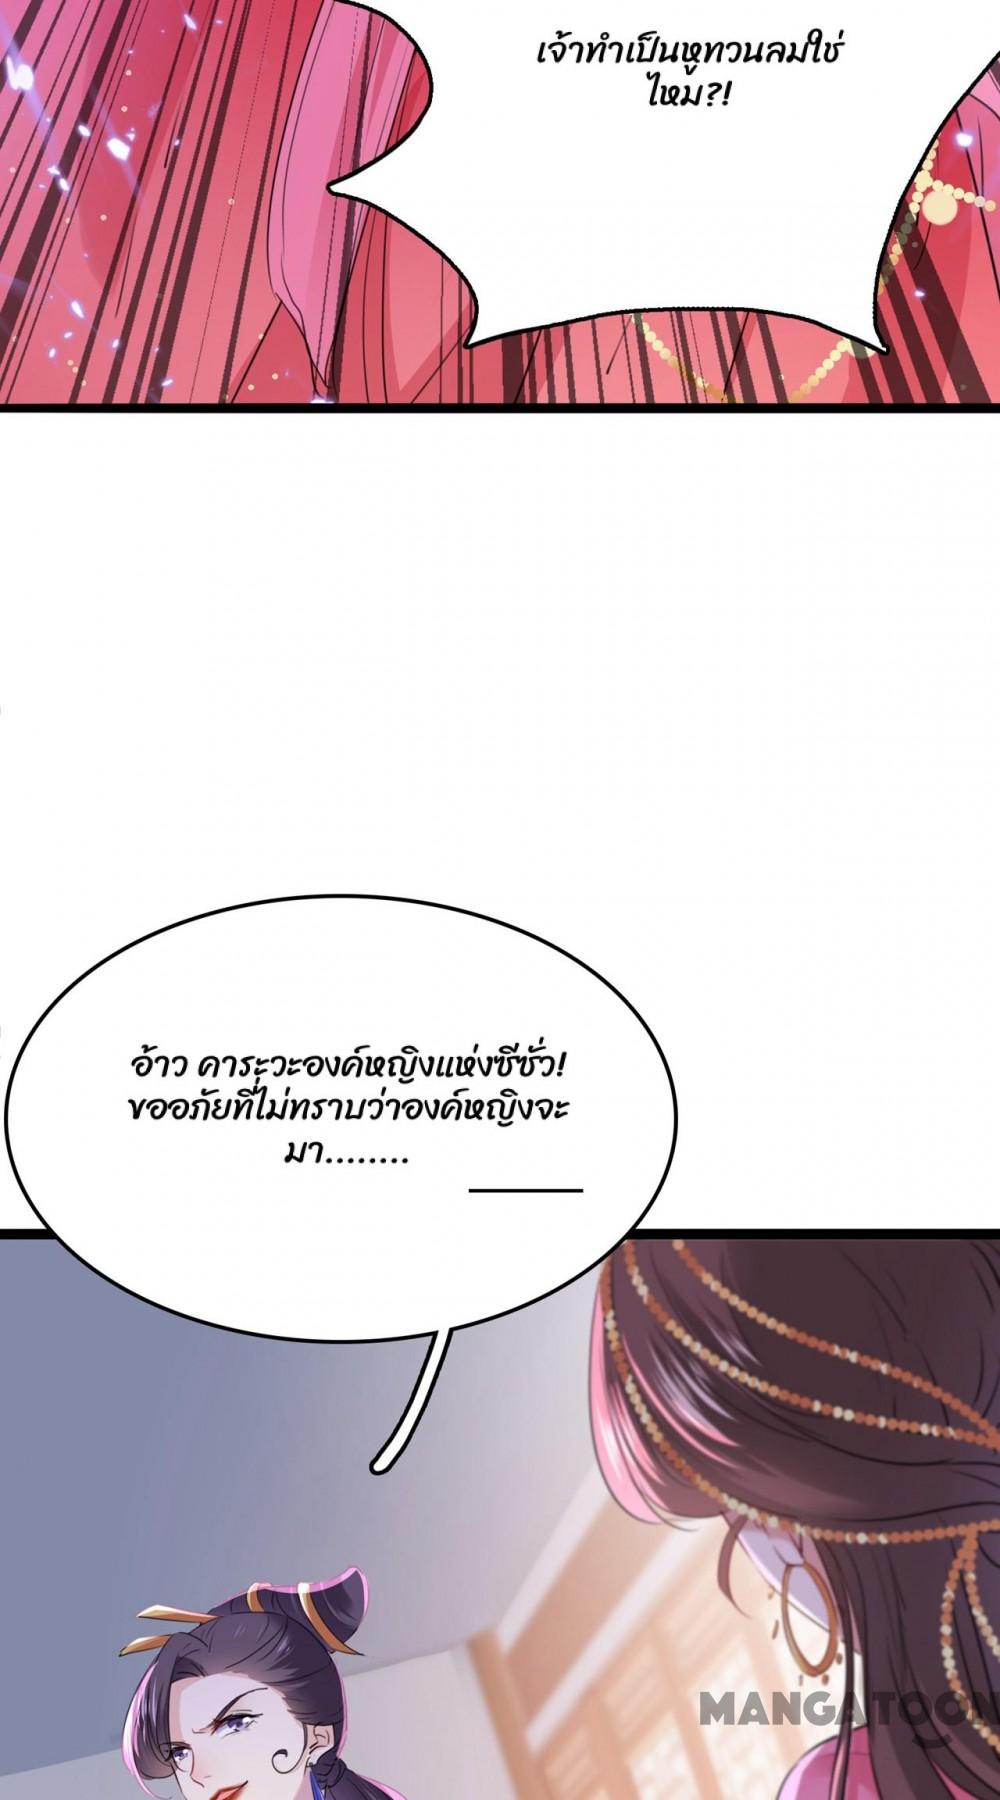 เจ้าทำเป็นหูทวนลมใช่
ไหม?!
อ้าว คาระวะองค์หญิงแห่งซีซั่ว!
ขออภัยที่ไม่ทราบว่าองค์หญิงจะ
มา........
MANGATOON